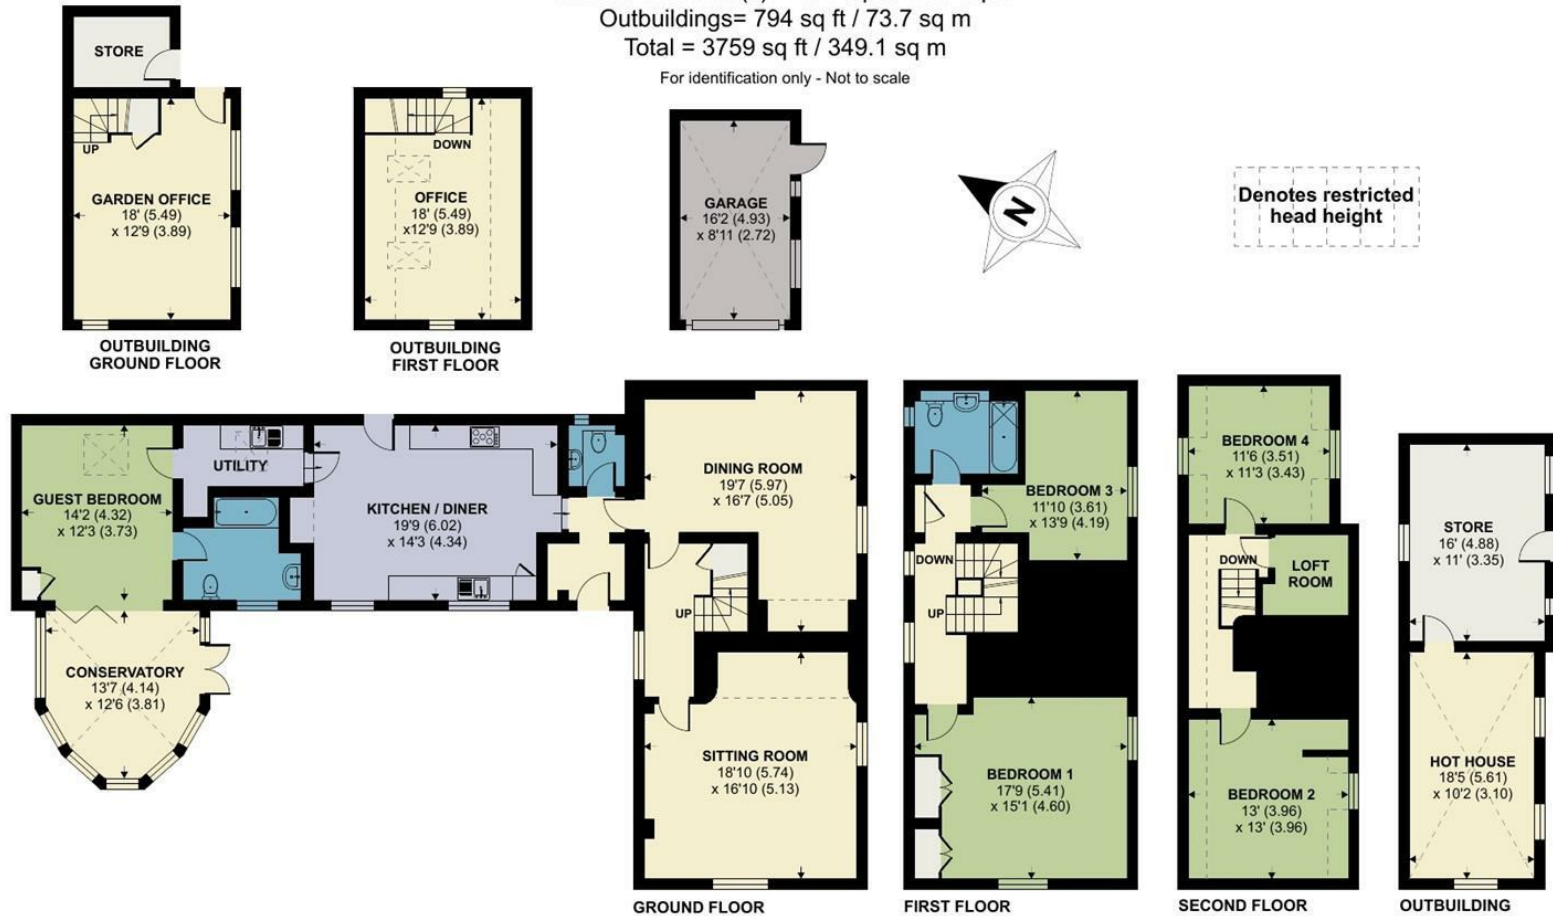 Outbuildings= 794 sq ft / 73.7 sq m
Total = 3759 sq ft / 349.1 sq m
For identification only - Not to scale
STORE
UP
GARDEN OFFICE
18' (5.49)
x 12'9 (3.89)
OUTBUILDING
GROUND FLOOR
DOWN
OFFICE
18' (5.49)
x12'9 (3.89)
OUTBUILDING
FIRST FLOOR
GARAGE
16'2 (4.93)
x 8'11 (2.72)
N
Denotes restricted
head height
UTILITY
GUEST BEDROOM
14'2 (4.32)
x 12'3 (3.73)
KITCHEN / DINER
19'9 (6.02)
x 14'3 (4.34)
CONSERVATORY
13'7 (4.14)
x 12'6 (3.81)
DINING ROOM
19'7 (5.97)
x 16'7 (5.05)
UP
SITTING ROOM
18'10 (5.74)
x 16'10 (5.13)
GROUND FLOOR
BEDROOM 3
11'10 (3.61)
x 13'9 (4.19)
DOWN
UP
BEDROOM 1
17'9 (5.41)
x 15'1 (4.60)
FIRST FLOOR
BEDROOM 4
11'6 (3.51)
x 11'3 (3.43)
DOWN
LOFT
ROOM
BEDROOM 2
13' (3.96)
x 13' (3.96)
SECOND FLOOR
STORE
16' (4.88)
x 11' (3.35)
HOT HOUSE
18'5 (5.61)
x 10'2 (3.10)
OUTBUILDING